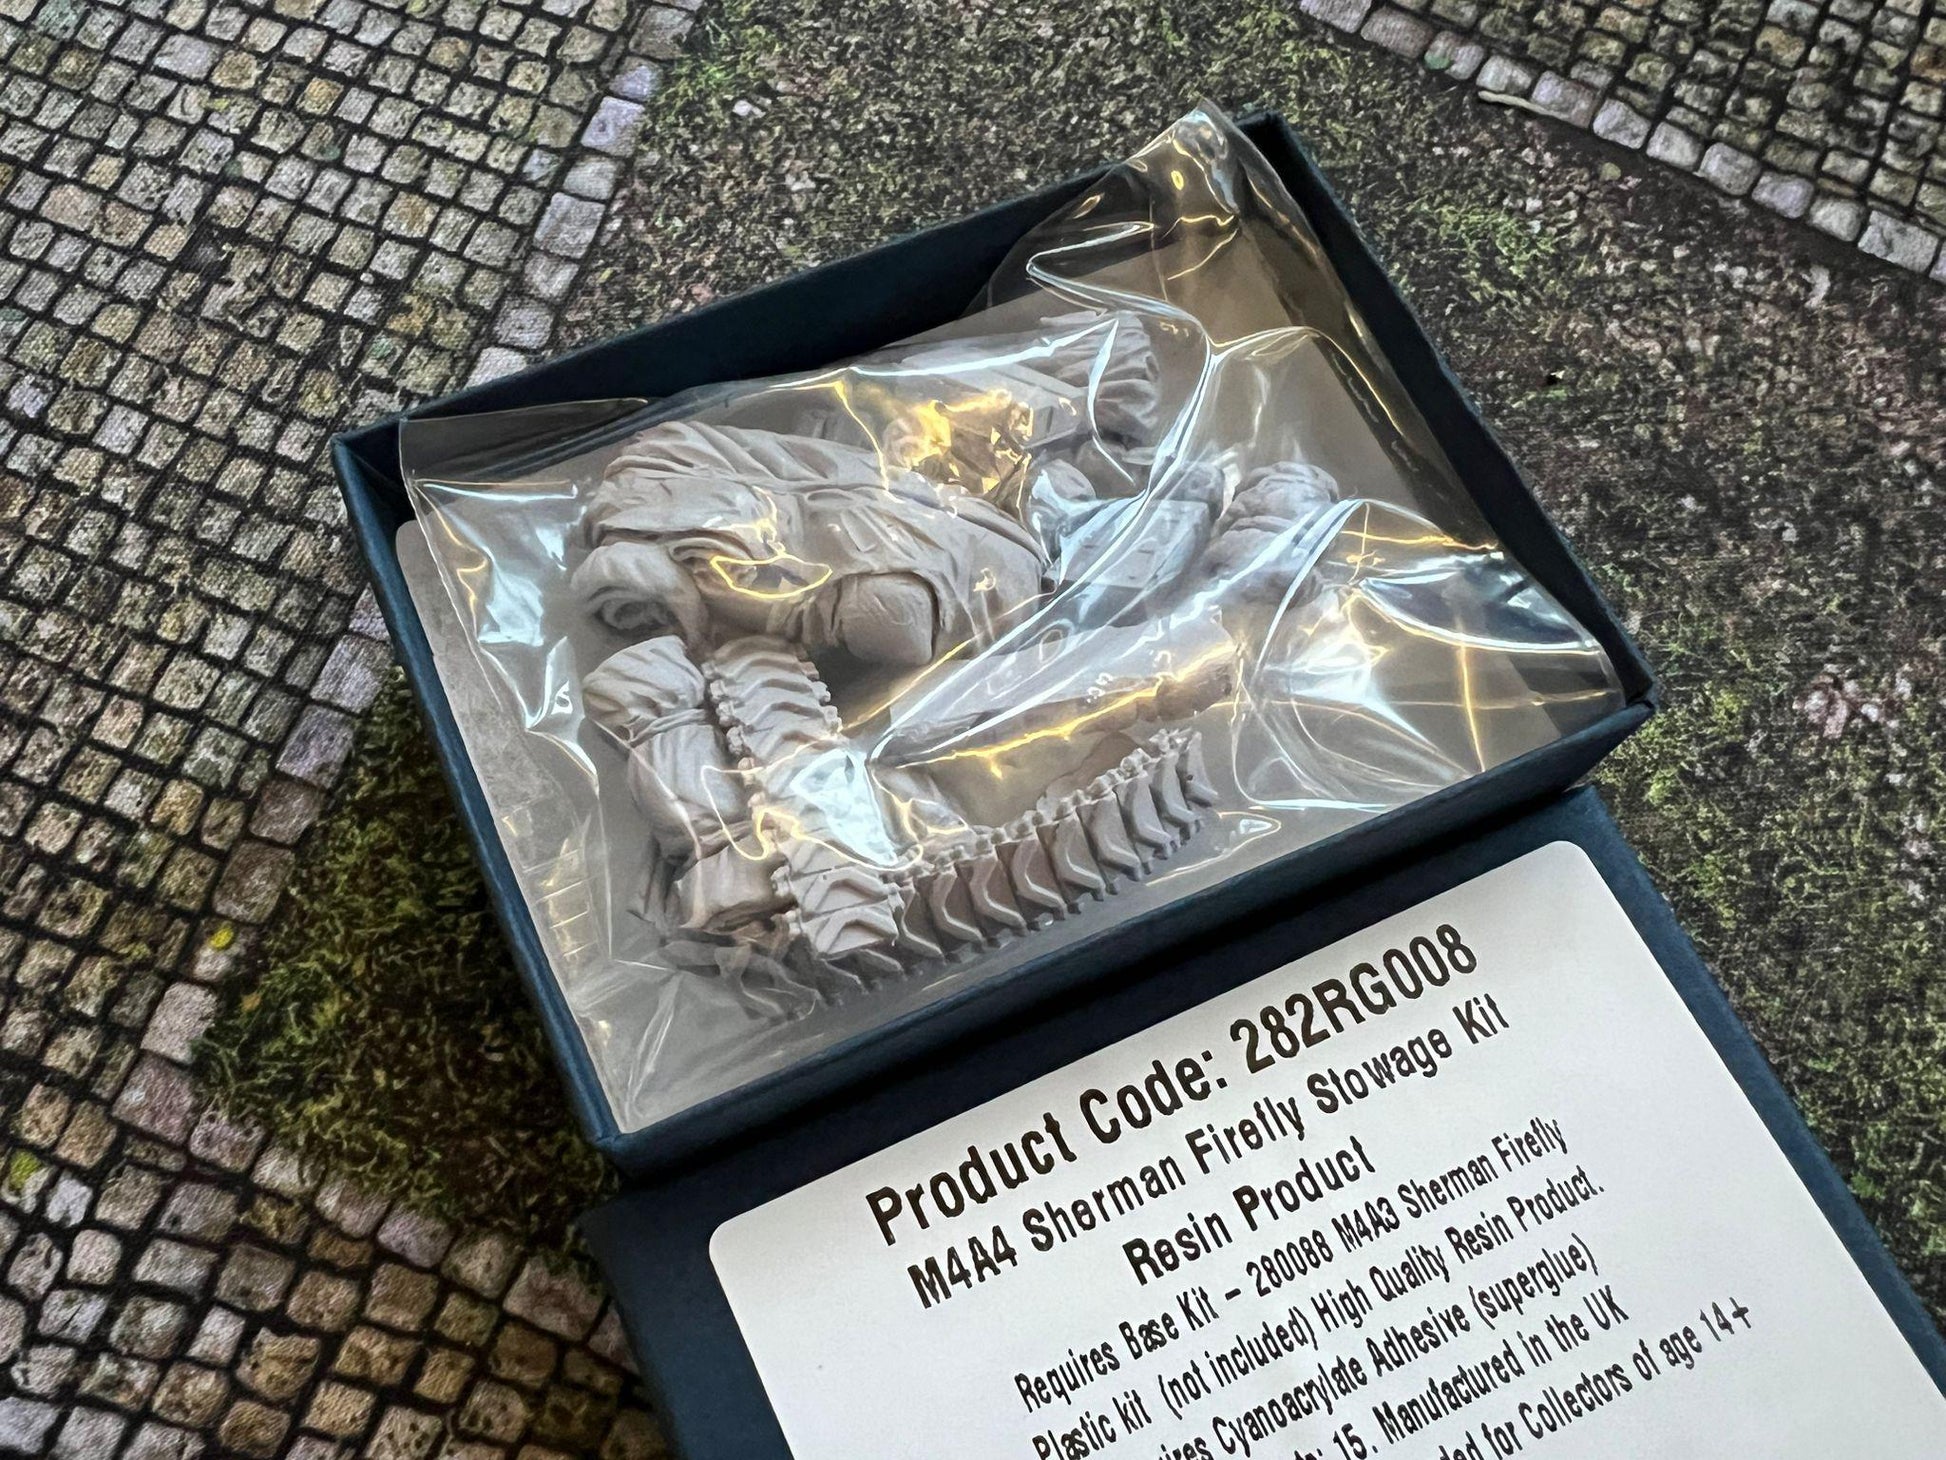 Product Code: 282RG008
M4A4 Sherman Firefly Stowage Kit
Resin Product
Requires Base Kit – 280086 M4A3 Sherman Firefly
Plastic kit (not included) High Quality Resin Product.
Cyanoacrylate Adhesive (superglue)
15. Manufactured in the UK
for Collectors of age 14+